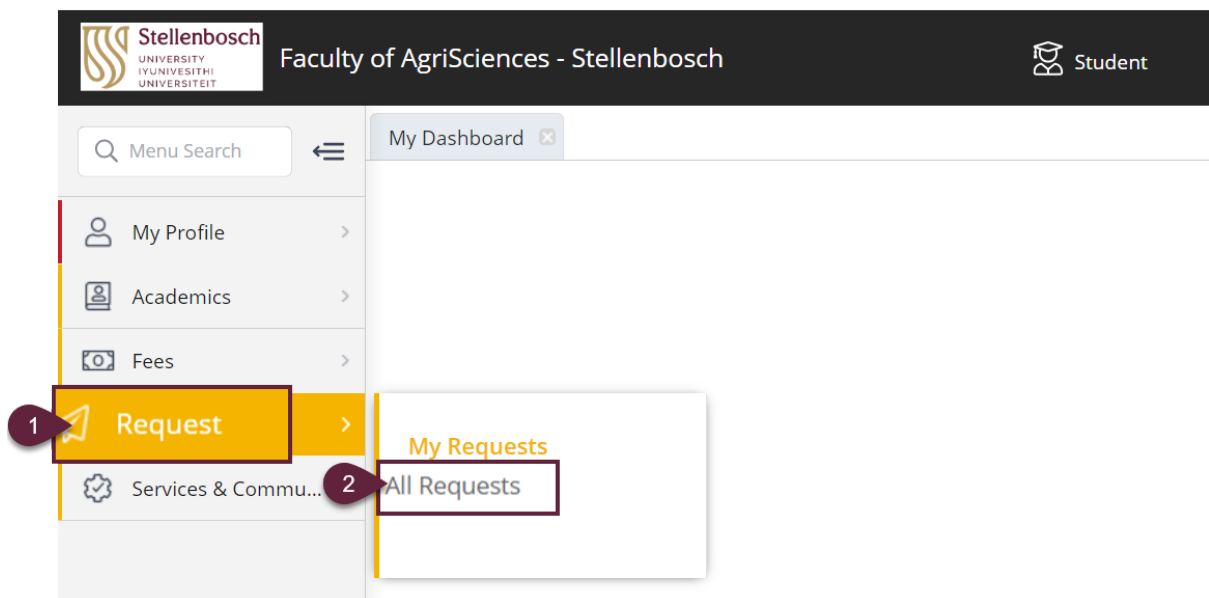 Stellenbosch
UNIVERSITY
IYUNIVESITHI
UNIVERSITEIT
Faculty of AgriSciences - Stellenbosch
Student
Menu Search
My Dashboard
My Profile
Academics
Fees
1
Request
My Requests
Services & Commu...
2
All Requests